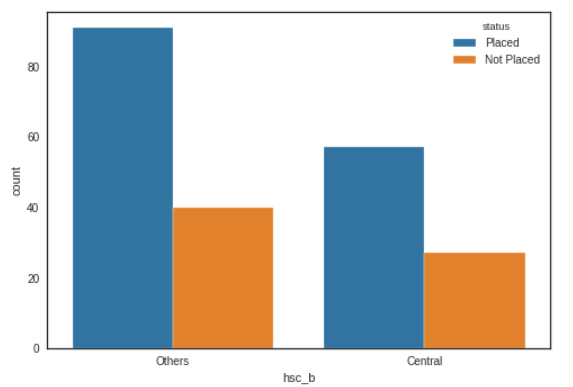 status
Placed
Not Placed
80
60
40
20
0
count
Others Central
hsc_b